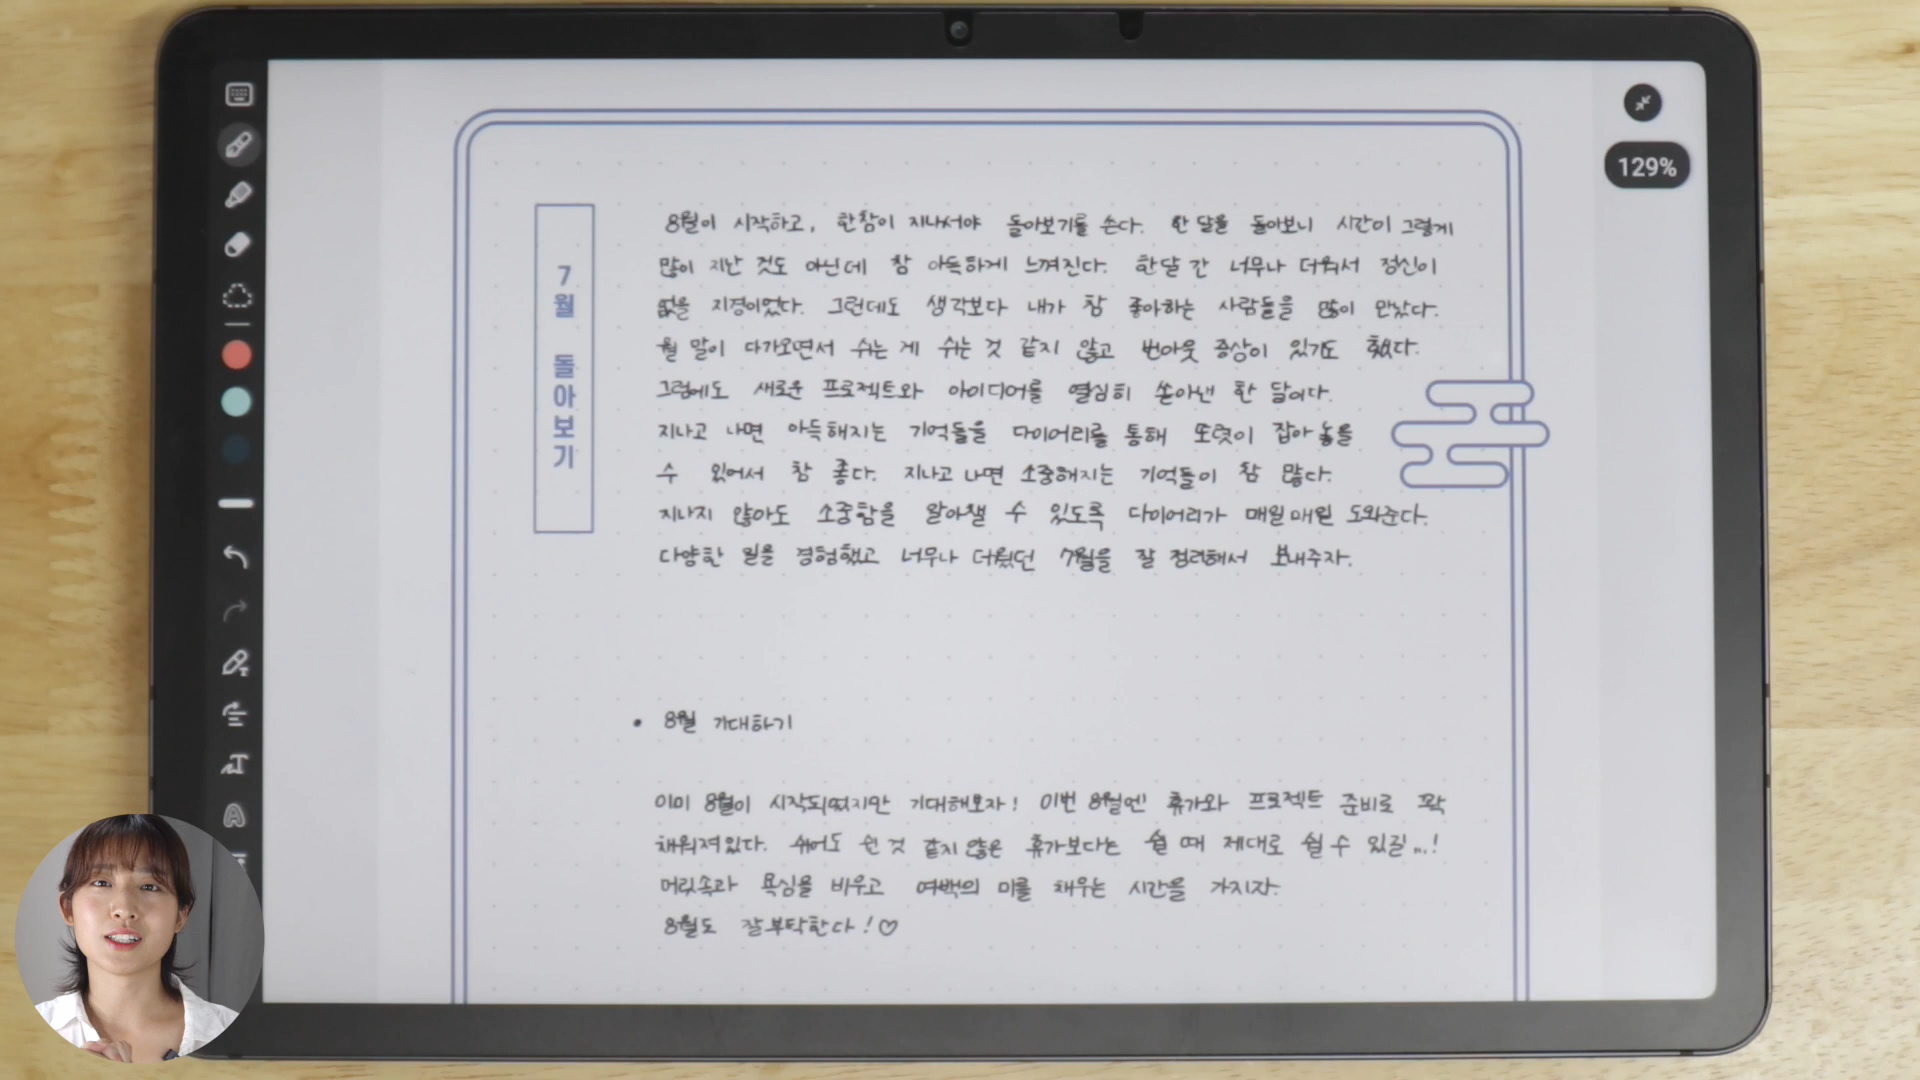 129%
7월 돌아보기
8월이 시작하고, 한참이 지나서야 돌아보기를 쓴다. 한 달을 돌아보니 시간이 그렇게
많이 지난 것도 아닌데 참 아득하게 느껴진다. 한달 간 너무나 더워서 정신이
없을 지경이었다. 그런데도 생각보다 내가 참 좋아하는 사람들을 많이 만났다.
월 말이 다가오면서 쉬는 게 쉬는 것 같지 않고 번아웃 증상이 있기도 했다.
그럼에도 새로운 프로젝트와 아이디어를 열심히 쏟아낸 한 달이다.
지나고 나면 아득해지는 기억들을 다이어리를 통해 또렷이 잡아 놓을
수 있어서 참 좋다. 지나고 나면 소중해지는 기억들이 참 많다.
지나지 않아도 소중함을 알아챌 수 있도록 다이어리가 매일매일 도와준다.
다양한 일을 경험했고 너무나 더웠던 7월을 잘 정리해서 보내주자.
• 8월 기대하기
이미 8월이 시작되었지만 기대해보자! 이번 8월엔 휴가와 프로젝트 준비로 꽉
채워져있다. 쉬어도 쉰 것 같지 않은 휴가보다는 쉴 때 제대로 쉴 수 있길...!
머릿속과 욕심을 비우고 여백의 미를 채우는 시간을 가지자.
8월도 잘 부탁한다!♡